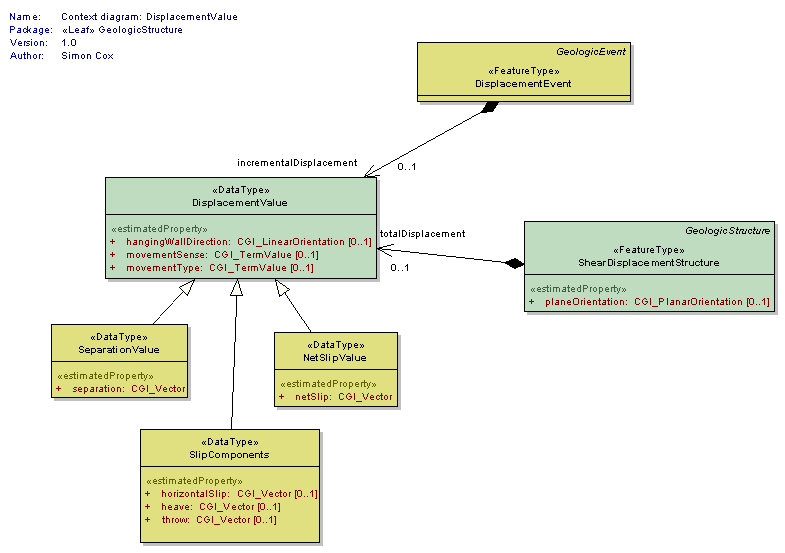 Name: Context diagram: DisplacementValue
Package: «Leaf» GeologicStructure
Version: 1.0
Author: Simon Cox
GeologicEvent
«FeatureType»
DisplacementEvent
incrementalDisplacement
0..1
«DataType»
DisplacementValue
«estimatedProperty»
+ hangingWallDirection: CGI_LinearOrientation [0..1]
+ movementSense: CGI_TermValue [0..1]
+ movementType: CGI_TermValue [0..1]
totalDisplacement
0..1
GeologicStructure
«FeatureType»
ShearDisplacementStructure
«estimatedProperty»
+ planeOrientation: CGI_PlanarOrientation [0..1]
«DataType»
SeparationValue
«estimatedProperty»
+ separation: CGI_Vector
«DataType»
NetSlipValue
«estimatedProperty»
+ netSlip: CGI_Vector
«DataType»
SlipComponents
«estimatedProperty»
+ horizontalSlip: CGI_Vector [0..1]
+ heave: CGI_Vector [0..1]
+ throw: CGI_Vector [0..1]